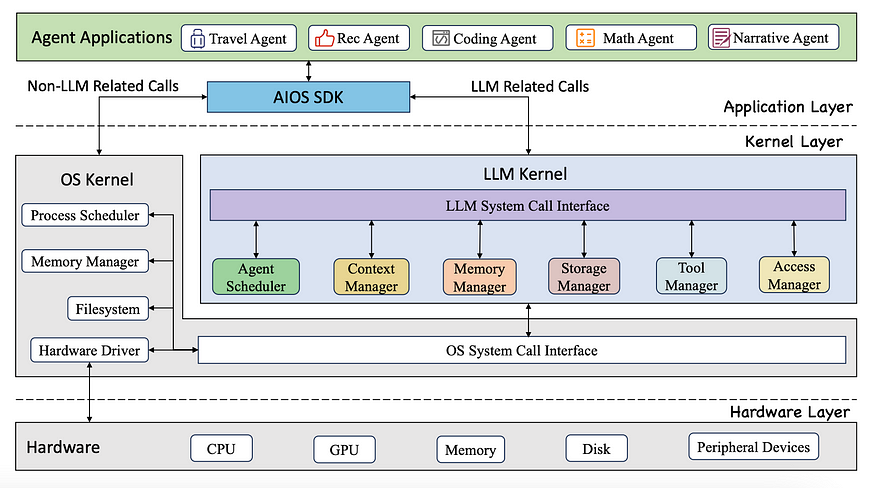 Agent Applications
Travel Agent
Rec Agent
Coding Agent
Math Agent
Narrative Agent
Non-LLM Related Calls
AIOS SDK
LLM Related Calls
Application Layer
Kernel Layer
OS Kernel
Process Scheduler
Memory Manager
Filesystem
Hardware Driver
LLM Kernel
LLM System Call Interface
Agent
Scheduler
Context
Manager
Memory
Manager
Storage
Manager
Tool
Manager
Access
Manager
OS System Call Interface
Hardware Layer
Hardware
CPU
GPU
Memory
Disk
Peripheral Devices